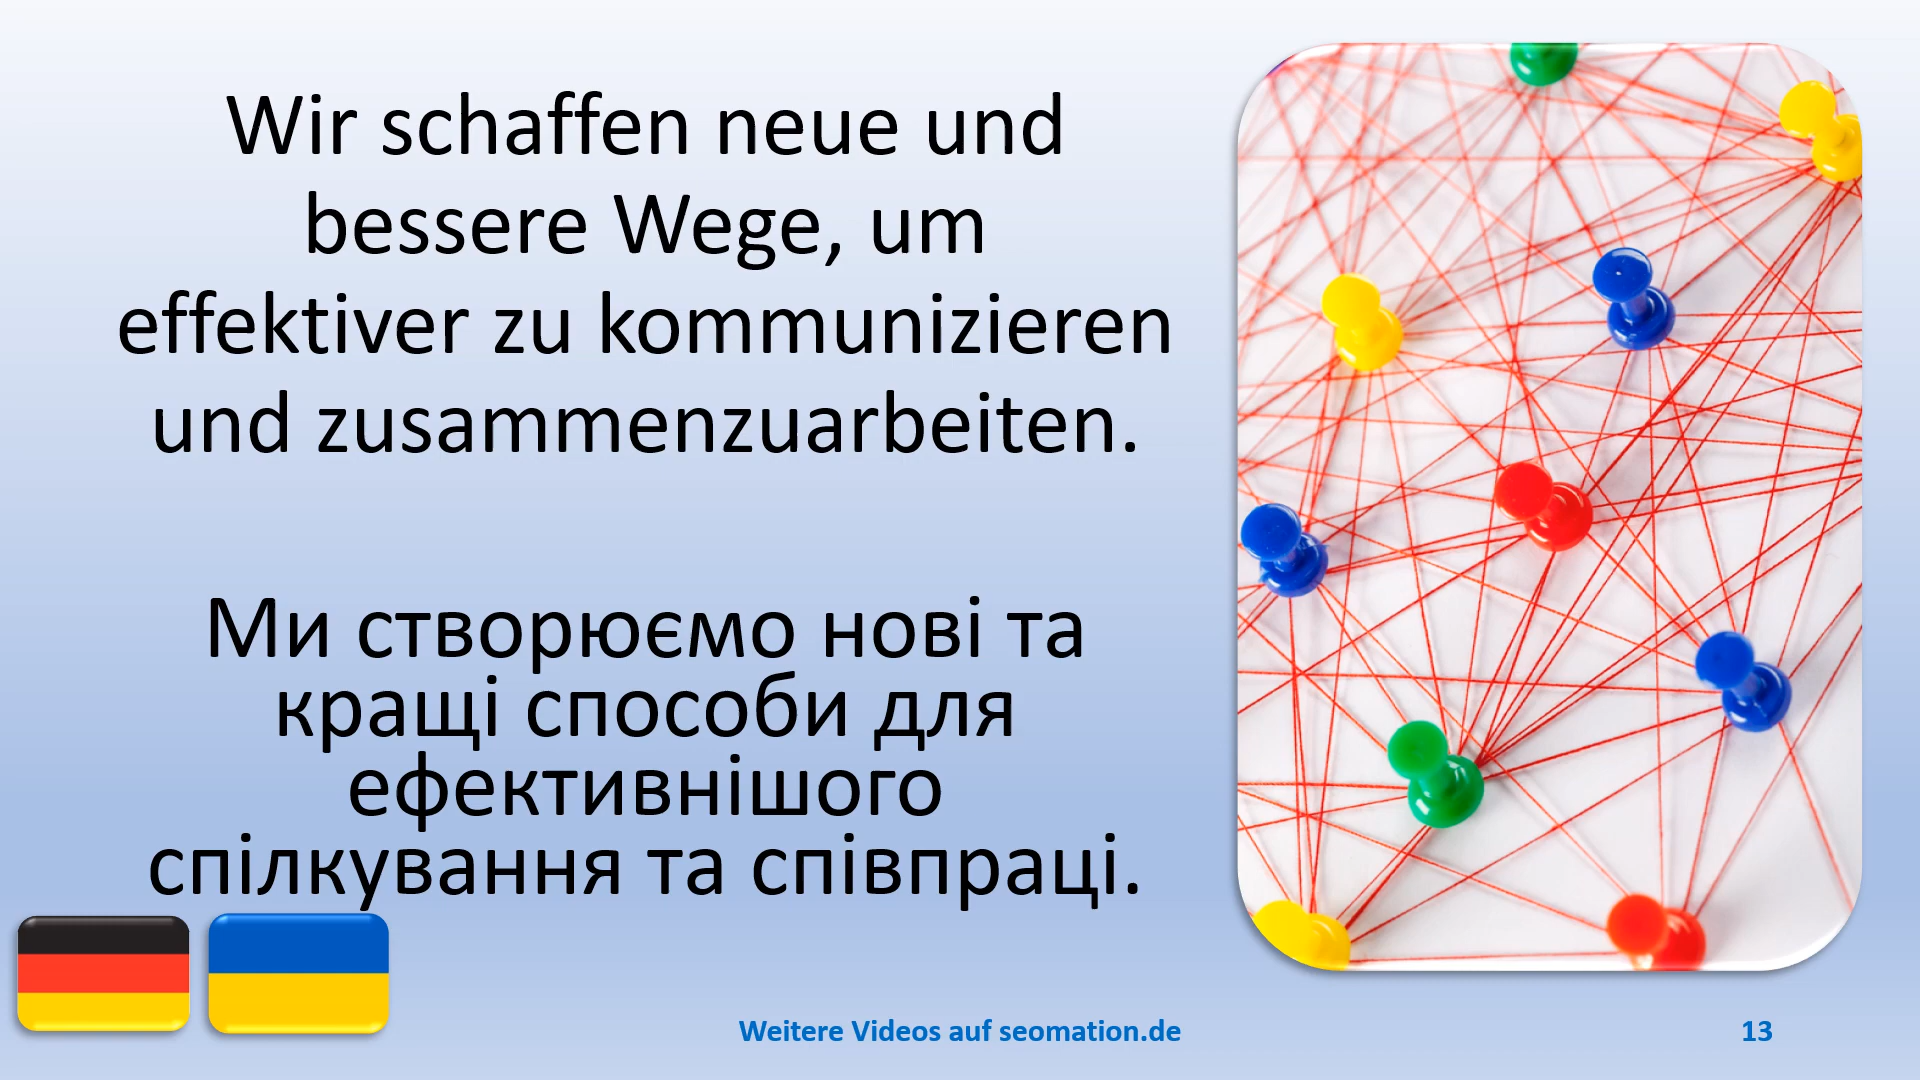 Wir schaffen neue und
bessere Wege, um
effektiver zu kommunizieren
und zusammenzuarbeiten.
Ми створюємо нові та
кращі способи для
ефективнішого
спілкування та співпраці.
Weitere Videos auf seomation.de
13